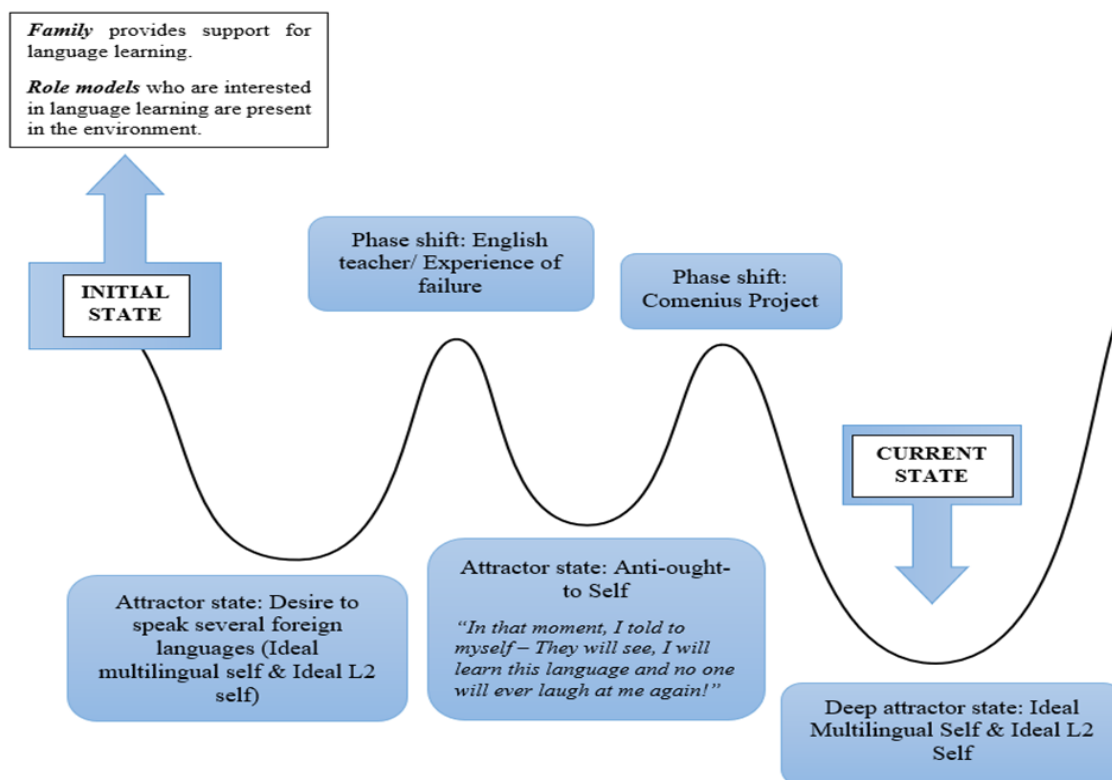 Family provides support for
language learning.
Role models who are interested
in language learning are present
in the environment.
INITIAL
STATE
Phase shift: English
teacher/ Experience of
failure
Phase shift:
Comenius Project
CURRENT
STATE
Attractor state: Desire to
speak several foreign
languages (Ideal
multilingual self & Ideal L2
self)
Attractor state: Anti-ought-
to Self
“In that moment, I told to
myself – They will see, I will
learn this language and no one
will ever laugh at me again!”
Deep attractor state: Ideal
Multilingual Self & Ideal L2
Self